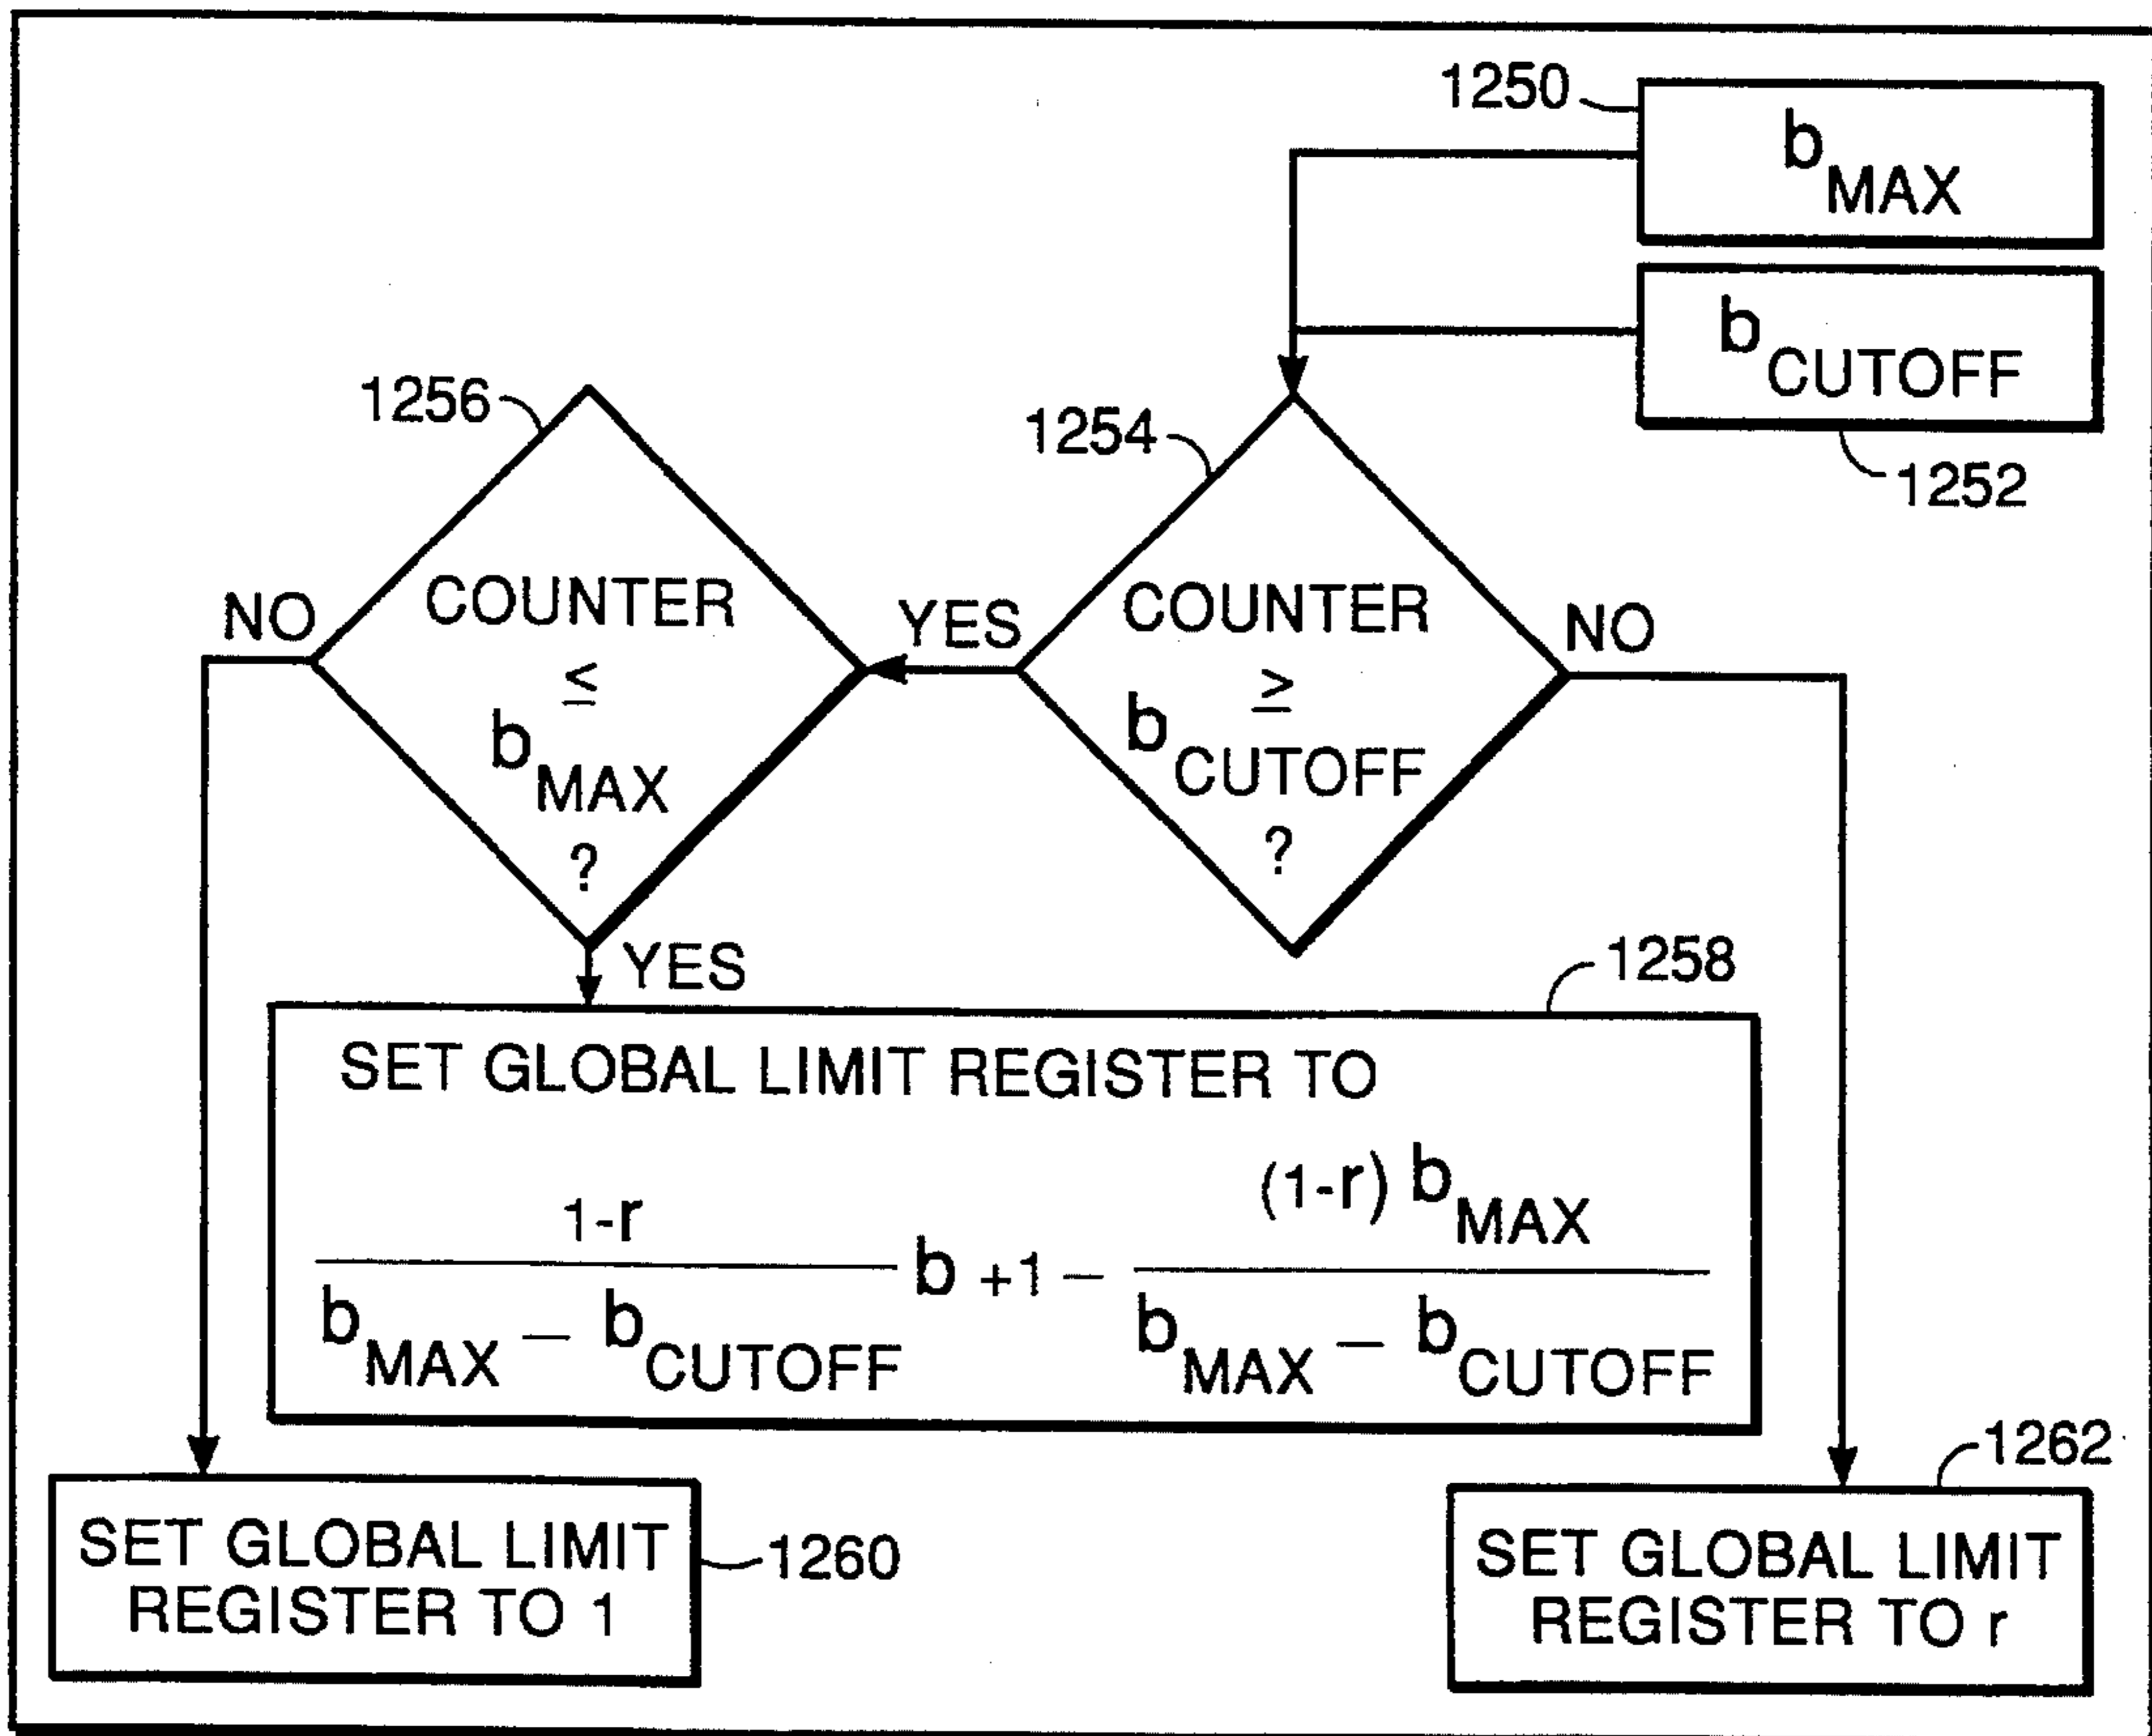 1250
b MAX
b CUTOFF
1252
1256
1254
NO
COUNTER
≤
b MAX
?
YES
COUNTER
≥
b CUTOFF
?
NO
YES
1258
SET GLOBAL LIMIT REGISTER TO
1-r
b MAX — b CUTOFF
b +1 —
(1-r) b MAX
b MAX — b CUTOFF
SET GLOBAL LIMIT
REGISTER TO 1
1260
1262
SET GLOBAL LIMIT
REGISTER TO r